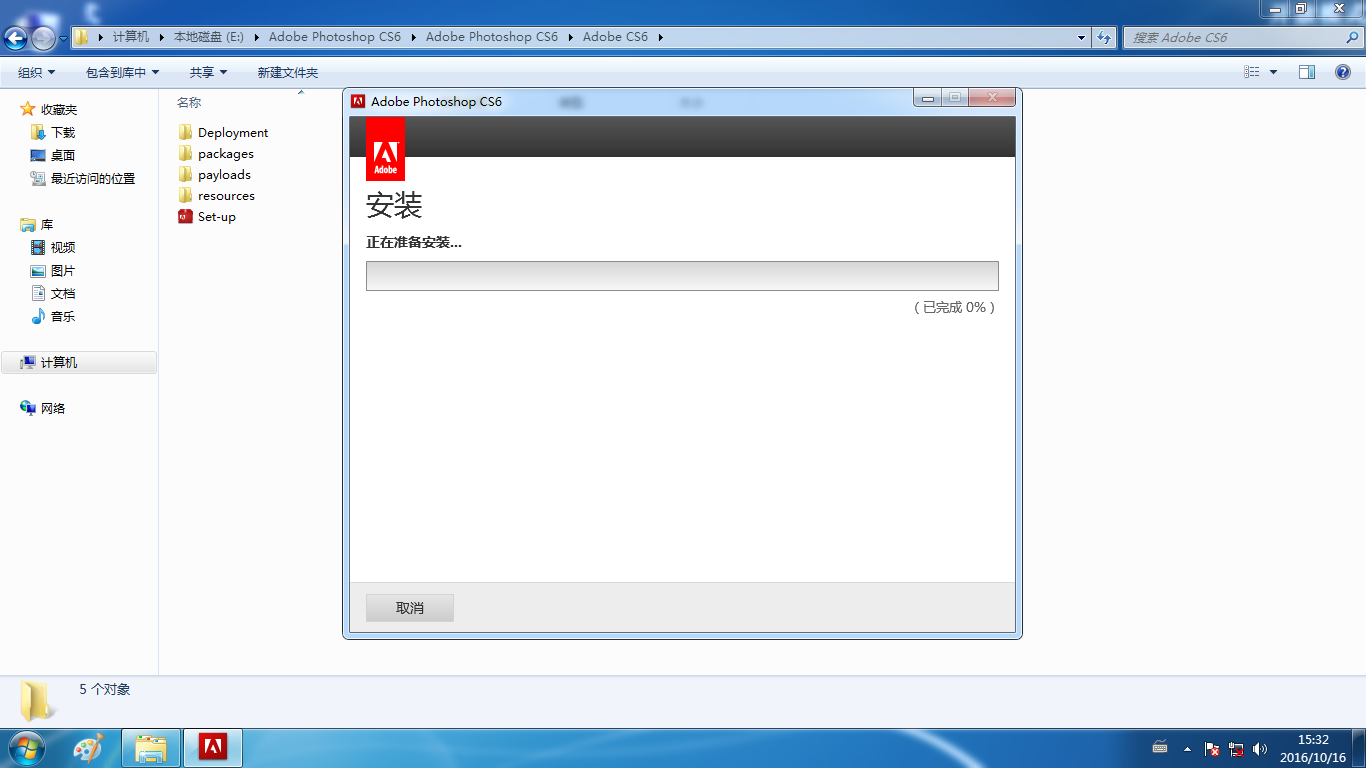 计算机 本地磁盘 (E:) Adobe Photoshop CS6 Adobe Photoshop CS6 Adobe CS6
搜索 Adobe CS6
组织 包含到库中 共享 新建文件夹
收藏夹
下载
桌面
最近访问的位置
库
视频
图片
文档
音乐
计算机
网络
名称
Deployment
packages
payloads
resources
Set-up
Adobe Photoshop CS6
Adobe
安装
正在准备安装...
( 已完成 0% )
取消
5 个对象
15:32
2016/10/16